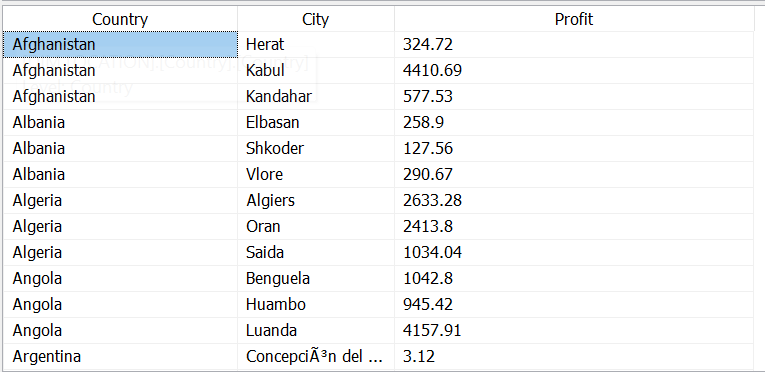 Country City Profit
Afghanistan Herat 324.72
Afghanistan Kabul 4410.69
Afghanistan Kandahar 577.53
Albania Elbasan 258.9
Albania Shkoder 127.56
Albania Vlore 290.67
Algeria Algiers 2633.28
Algeria Oran 2413.8
Algeria Saida 1034.04
Angola Benguela 1042.8
Angola Huambo 945.42
Angola Luanda 4157.91
Argentina ConcepciÃ³n del ... 3.12